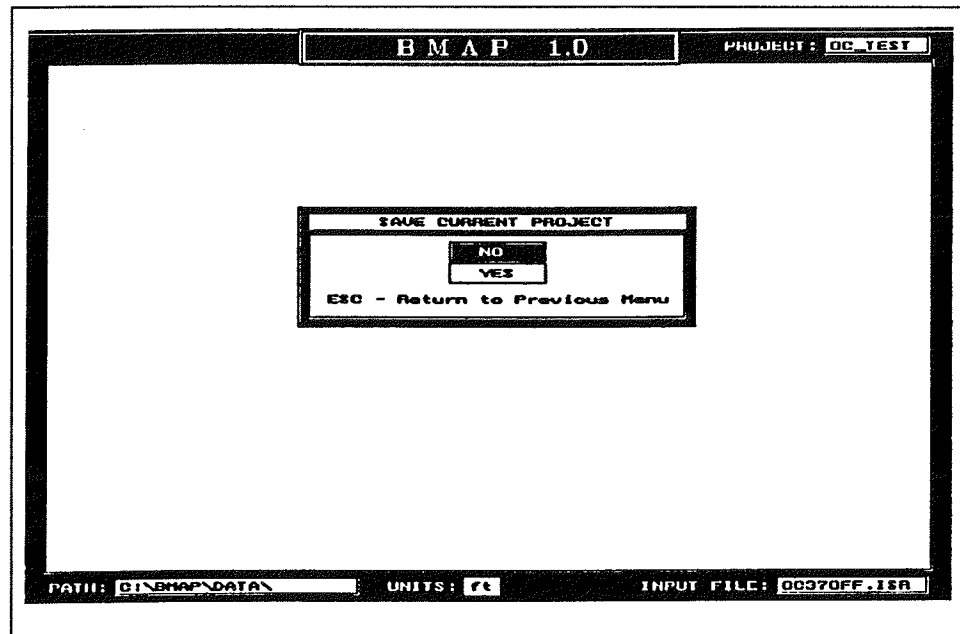 BMAP 1.0
PROJECT: OC_TEST
SAVE CURRENT PROJECT
NO
YES
ESC - Return to Previous Menu
PATH: C:\BMAP\DATA\
UNITS: ft
INPUT FILE: OC370FF.ISA